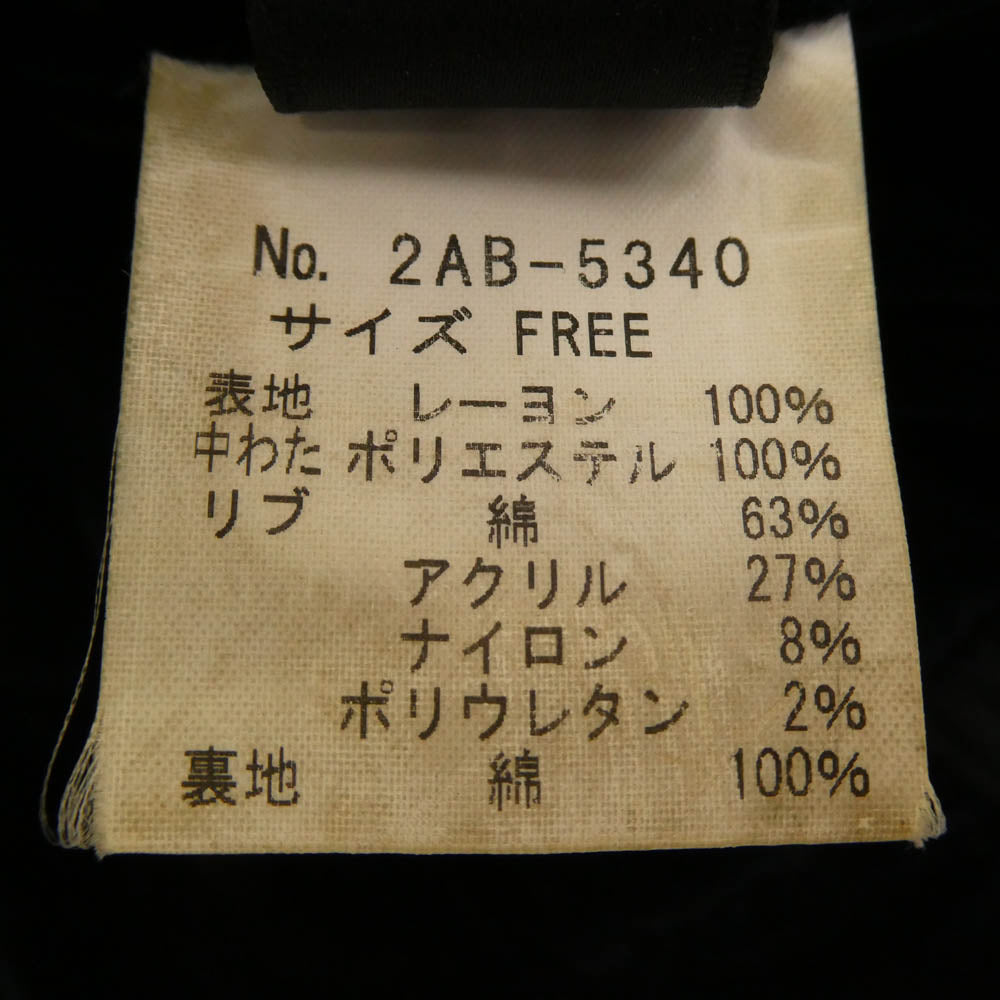 No. 2AB-5340
サイズ FREE
表地 レーヨン 100%
中わた ポリエステル 100%
リブ 綿 63%
アクリル 27%
ナイロン 8%
ポリウレタン 2%
裏地 綿 100%